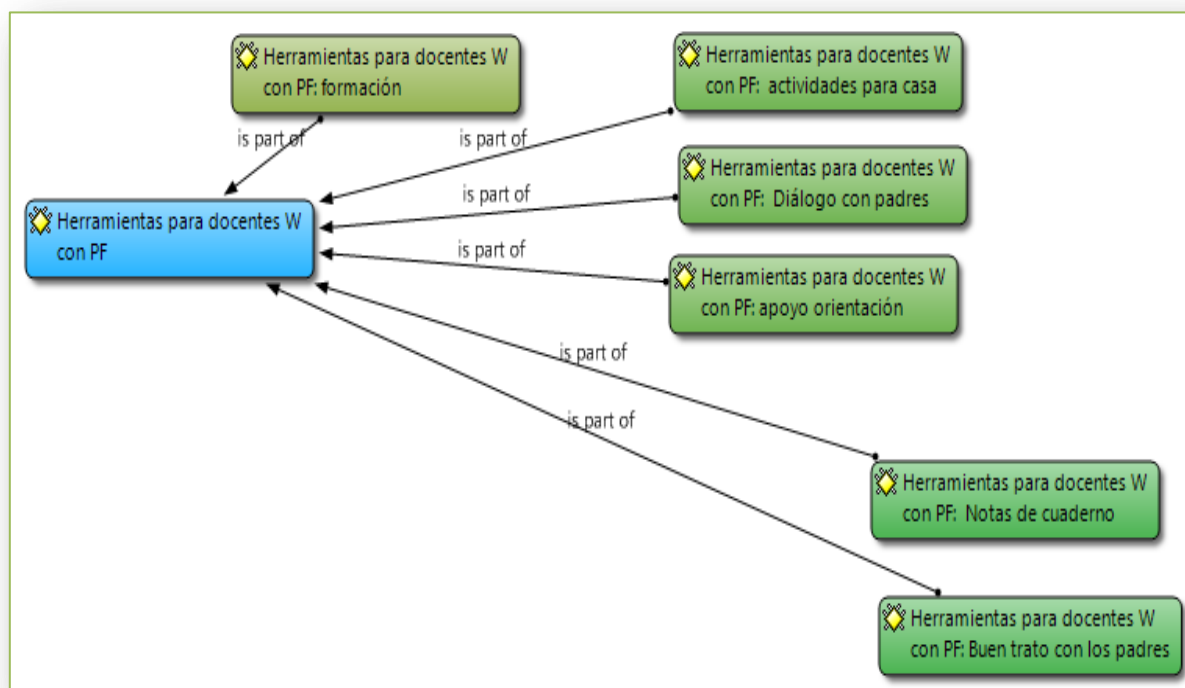 Herramientas para docentes W
con PF: formación
Herramientas para docentes W
con PF:  actividades para casa
is part of
is part of
Herramientas para docentes W
con PF:  Diálogo con padres
is part of
Herramientas para docentes W
con PF
is part of
Herramientas para docentes W
con PF: apoyo orientación
is part of
is part of
Herramientas para docentes W
con PF:  Notas de cuaderno
Herramientas para docentes W
con PF: Buen trato con los padres